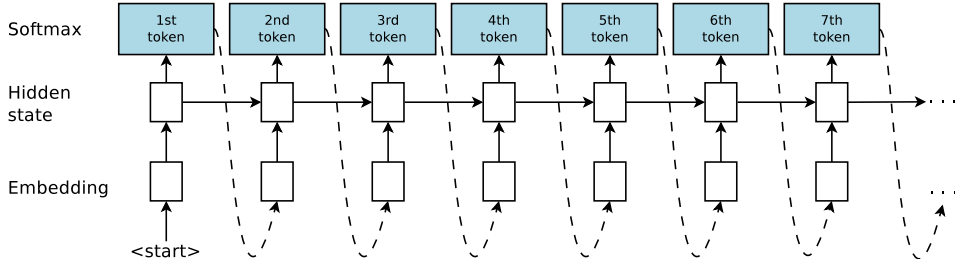 Softmax
1st
token
2nd
token
3rd
token
4th
token
5th
token
6th
token
7th
token
Hidden
state
. . .
Embedding
. . .
<start>